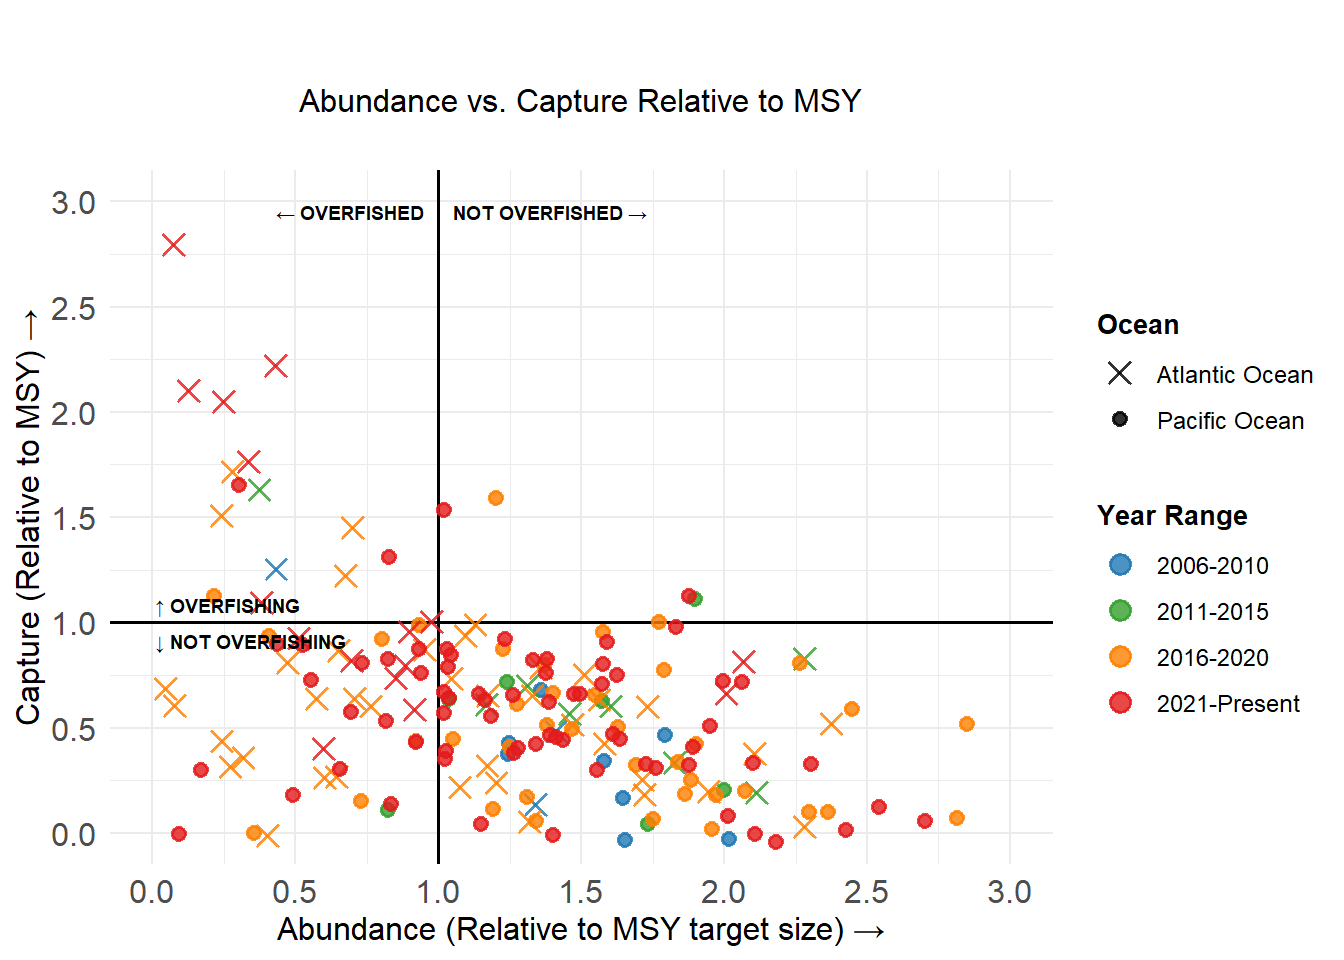 Abundance vs. Capture Relative to MSY
3.0
2.5
2.0
1.5
1.0
0.5
0.0
Capture (Relative to MSY) →
← OVERFISHED
NOT OVERFISHED →
↑ OVERFISHING
↓ NOT OVERFISHING
0.0 0.5 1.0 1.5 2.0 2.5 3.0
Abundance (Relative to MSY target size) →
Ocean
Atlantic Ocean
Pacific Ocean
Year Range
2006-2010
2011-2015
2016-2020
2021-Present